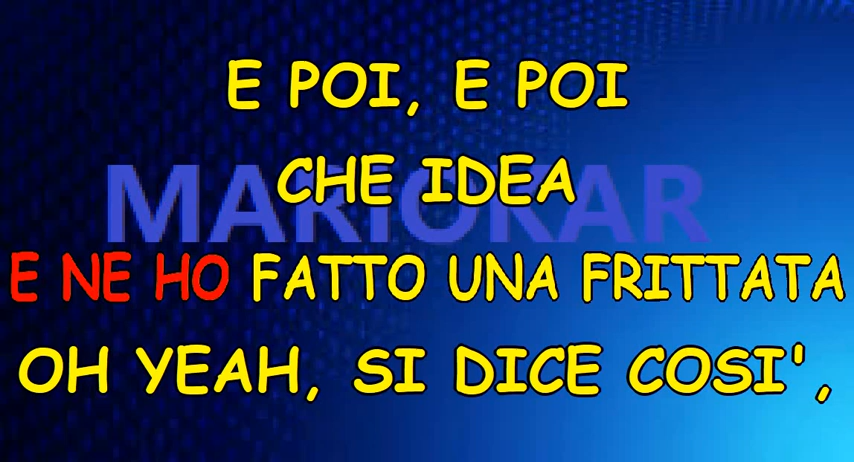 E POI, E POI
CHE IDEA
MARIOKAR
E NE HO FATTO UNA FRITTATA
OH YEAH, SI DICE COSI',